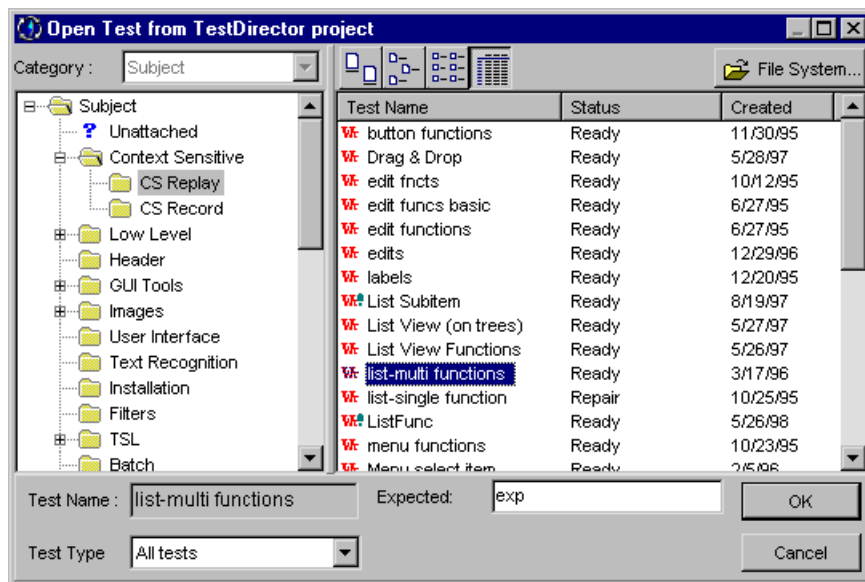 Open Test from TestDirector project
Category : Subject
File System...
Subject
Unattached
Context Sensitive
CS Replay
CS Record
Low Level
Header
GUI Tools
Images
User Interface
Text Recognition
Installation
Filters
TSL
Batch
Test Name Status Created
button functions Ready 11/30/95
Drag & Drop Ready 5/28/97
edit fncts Ready 10/12/95
edit funcs basic Ready 6/27/95
edit functions Ready 6/27/95
edits Ready 12/29/96
labels Ready 12/20/95
List Subitem Ready 8/19/97
List View (on trees) Ready 5/27/97
List View Functions Ready 5/26/97
list-multi functions Ready 3/17/96
list-single function Repair 10/25/95
ListFunc Ready 5/26/98
menu functions Ready 10/23/95
Menu select item Ready 2/5/96
Test Name : list-multi functions Expected: exp OK
Test Type All tests Cancel